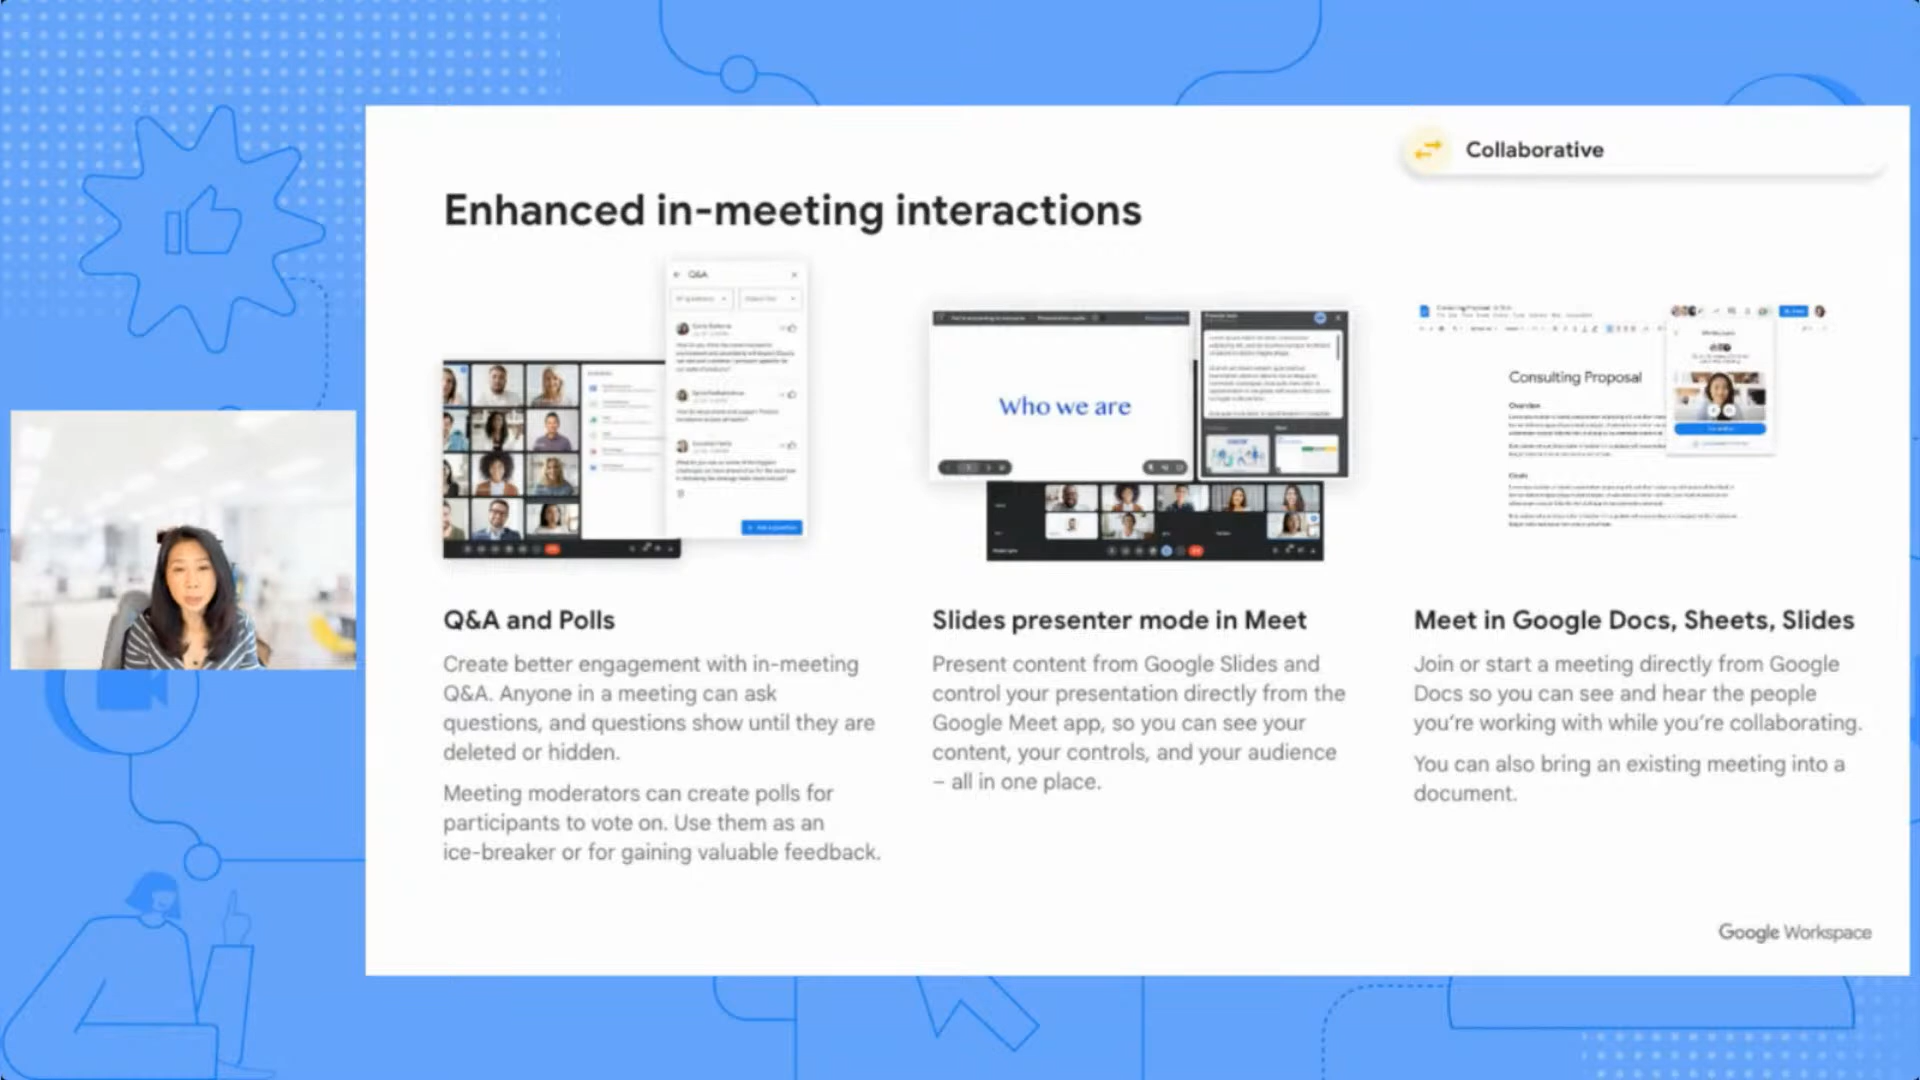 Collaborative
Enhanced in-meeting interactions
Q&A
Who we are
Consulting Proposal
Overview
Goals
Q&A and Polls
Create better engagement with in-meeting
Q&A. Anyone in a meeting can ask
questions, and questions show until they are
deleted or hidden.
Meeting moderators can create polls for
participants to vote on. Use them as an
ice-breaker or for gaining valuable feedback.
Slides presenter mode in Meet
Present content from Google Slides and
control your presentation directly from the
Google Meet app, so you can see your
content, your controls, and your audience
– all in one place.
Meet in Google Docs, Sheets, Slides
Join or start a meeting directly from Google
Docs so you can see and hear the people
you're working with while you're collaborating.
You can also bring an existing meeting into a
document.
Google Workspace